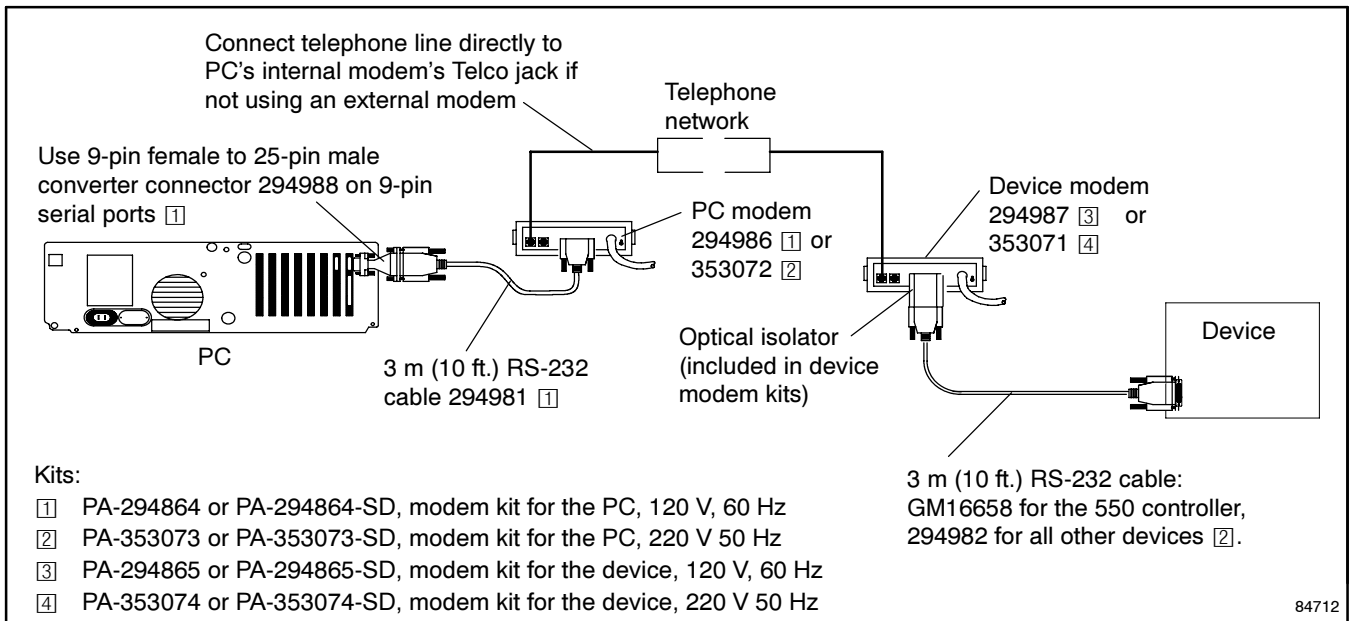 Connect telephone line directly to
PC's internal modem's Telco jack if
not using an external modem
Telephone
network
Use 9-pin female to 25-pin male
converter connector 294988 on 9-pin
serial ports 1
PC modem
294986 1 or
353072 2
Device modem
294987 3 or
353071 4
PC
3 m (10 ft.) RS-232
cable 294981 1
Optical isolator
(included in device
modem kits)
Device
3 m (10 ft.) RS-232 cable:
GM16658 for the 550 controller,
294982 for all other devices 2.
Kits:
1 PA-294864 or PA-294864-SD, modem kit for the PC, 120 V, 60 Hz
2 PA-353073 or PA-353073-SD, modem kit for the PC, 220 V 50 Hz
3 PA-294865 or PA-294865-SD, modem kit for the device, 120 V, 60 Hz
4 PA-353074 or PA-353074-SD, modem kit for the device, 220 V 50 Hz
84712